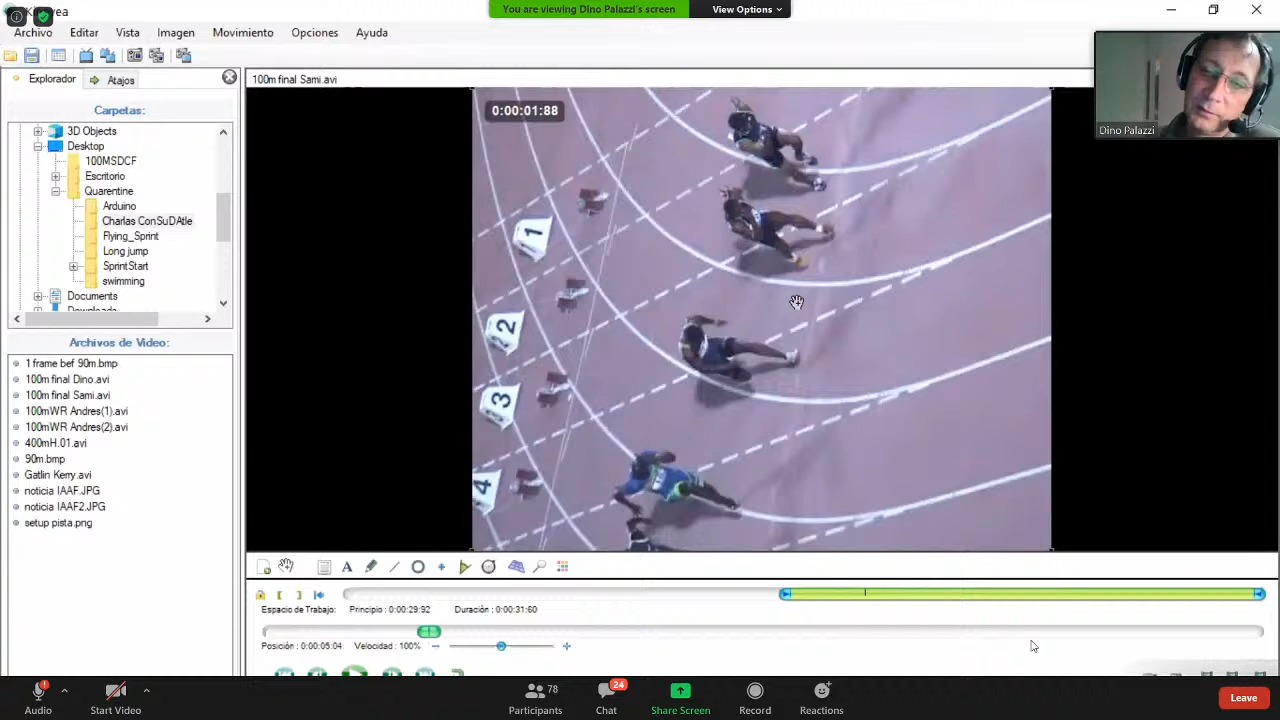 vea
You are viewing Dino Palazzi's screen
View Options
Archivo Editar Vista Imagen Movimiento Opciones Ayuda
Explorador Atajos
Carpetas:
3D Objects
Desktop
100MSDCF
Escritorio
Quarentine
Arduino
Charlas ConSuDAtle
Flying_Sprint
Long jump
SprintStart
swimming
Documents
Archivos de Video:
1 frame bef 90m.bmp
100m final Dino.avi
100m final Sami.avi
100mWR Andres(1).avi
100mWR Andres(2).avi
400mH.01.avi
90m.bmp
Gatlin Kerry.avi
noticia IAAF.JPG
noticia IAAF2.JPG
setup pista.png
100m final Sami.avi
0:00:01:88
1
2
3
4
Dino Palazzi
A
Espacio de Trabajo: Principio : 0:00:29:92 Duración : 0:00:31:60
Posición : 0:00:05:04 Velocidad : 100%
Audio
Start Video
Participants 78
Chat 24
Share Screen
Record
Reactions
Leave